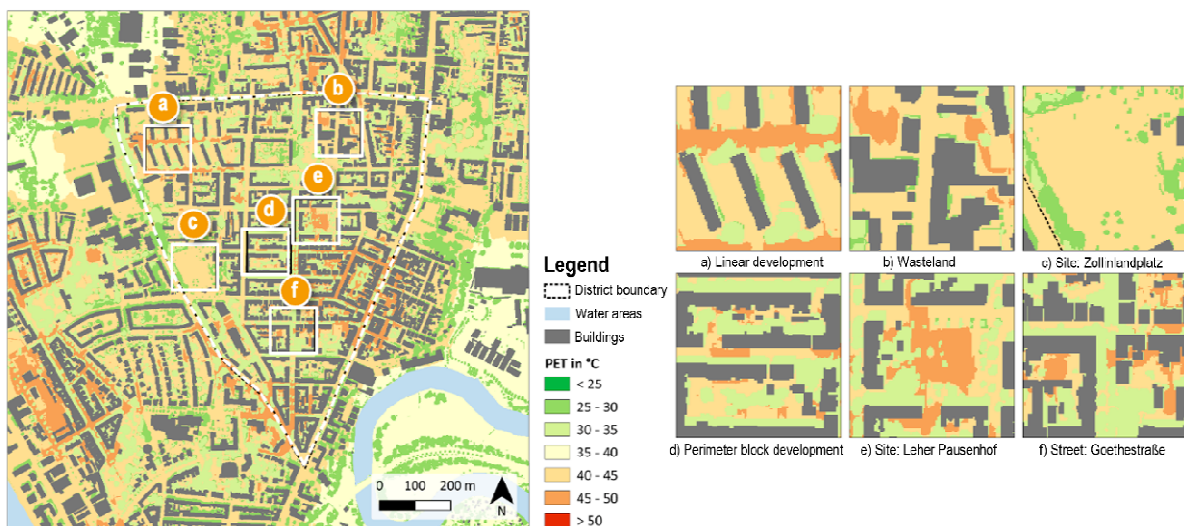 a
b
c
d
e
f
0 100 200 m
N
Legend
District boundary
Water areas
Buildings
PET in °C
< 25
25 - 30
30 - 35
35 - 40
40 - 45
45 - 50
> 50
a) Linear development
b) Wasteland
c) Site: Zollinlandplatz
d) Perimeter block development
e) Site: Leher Pausenhof
f) Street: Goethestraße